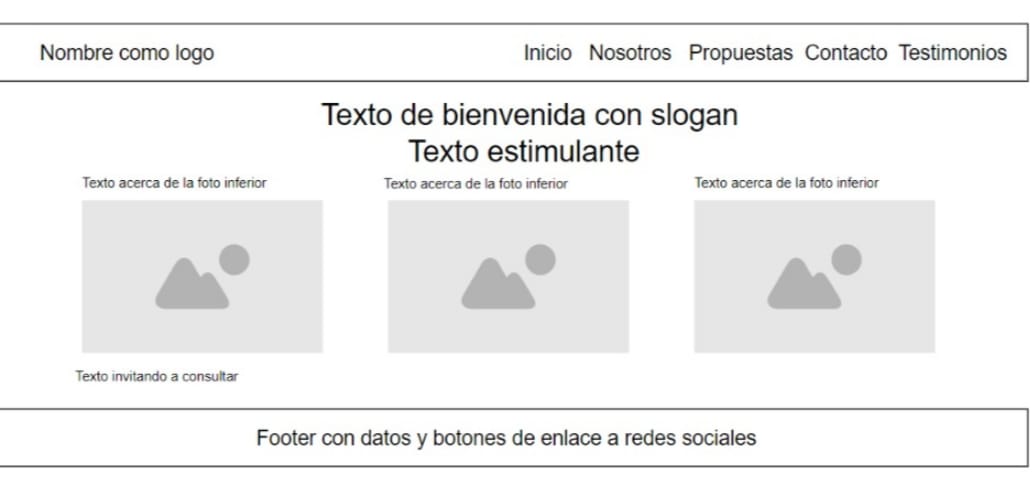 Nombre como logo Inicio Nosotros Propuestas Contacto Testimonios
Texto de bienvenida con slogan
Texto estimulante
Texto acerca de la foto inferior Texto acerca de la foto inferior Texto acerca de la foto inferior
Texto invitando a consultar
Footer con datos y botones de enlace a redes sociales